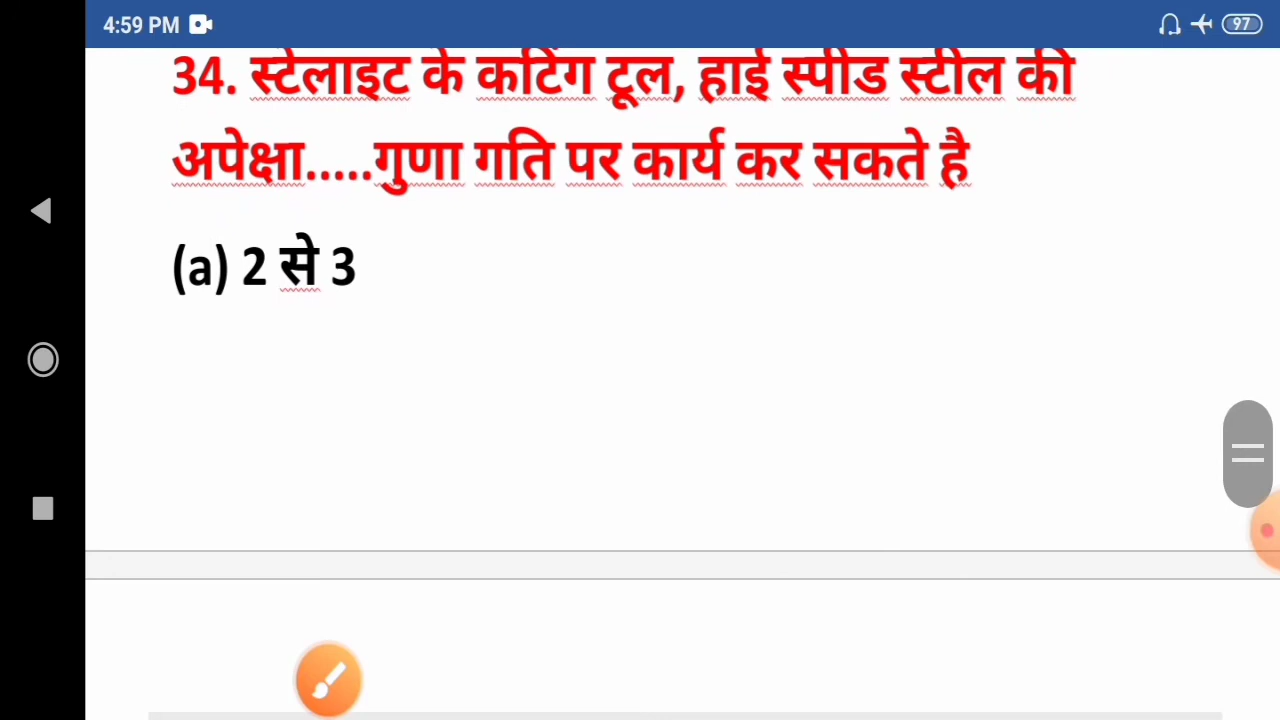 4:59 PM
97
34. स्टेलाइट के कटिंग टूल, हाई स्पीड स्टील की
अपेक्षा.....गुणा गति पर कार्य कर सकते है
(a) 2 से 3